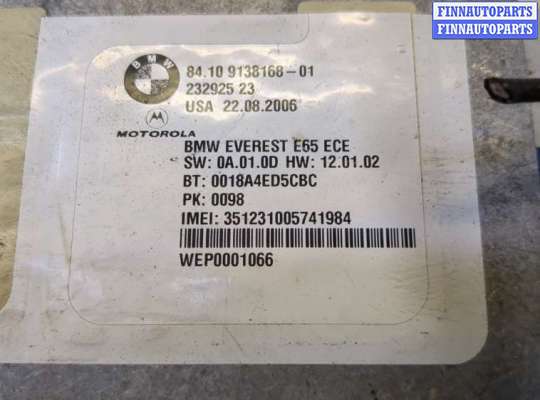 FINNAUTOPARTS
FINNAUTOPARTS
BMW
84.10 9138168-01
232925 23
USA 22.08.2006
MOTOROLA
BMW EVEREST E65 ECE
SW: 0A.01.0D HW: 12.01.02
BT: 0018A4ED5CBC
PK: 0098
IMEI: 351231005741984
WEP0001066